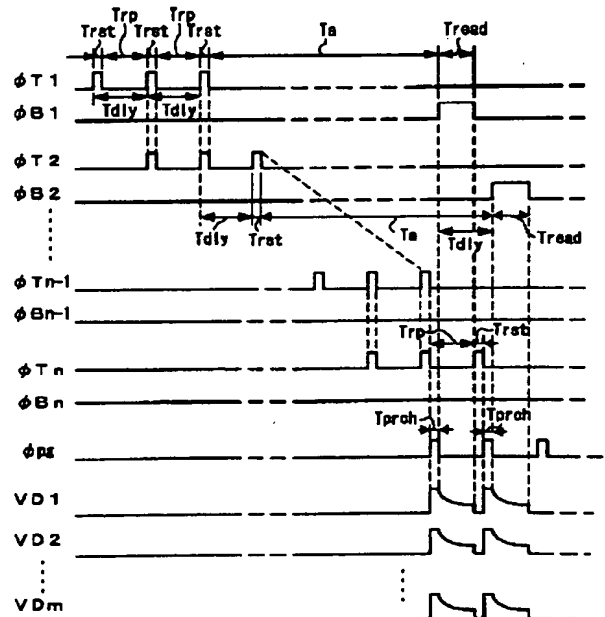 Trst Trp Trst Trp Trst Ta Tread
φT1
Tdly Tdly
φB1
φT2
φB2
Tdly Trst Ta Tdly Tread
φTn-1
φBn-1
Trp Trst
φTn
φBn
Tprch Tprch
φpg
VD1
VD2
VDm